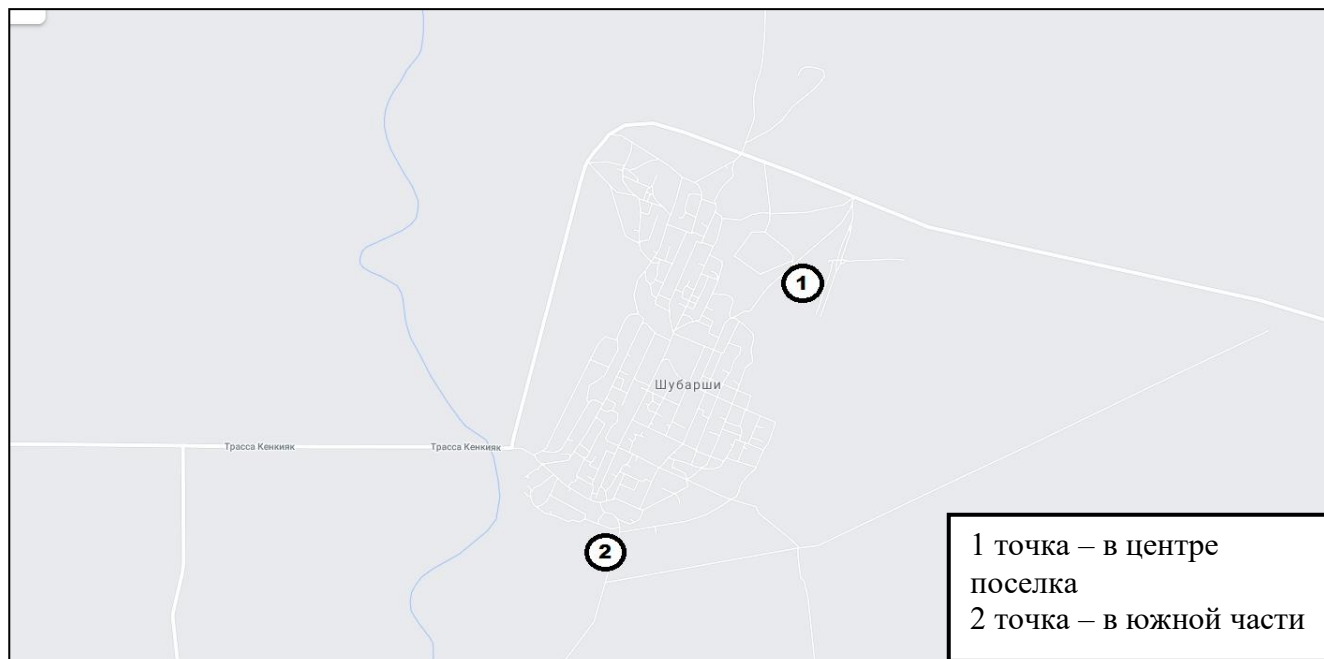 1
Шубарши
Трасса Кенкияк
Трасса Кенкияк
2
1 точка – в центре
поселка
2 точка – в южной части